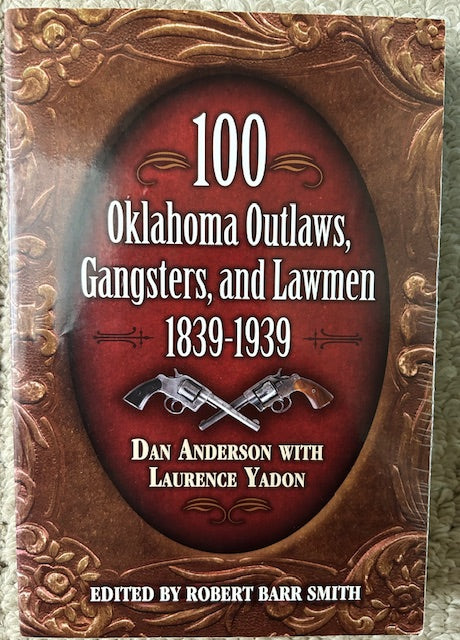 100
Oklahoma Outlaws,
Gangsters, and Lawmen
1839-1939
DAN ANDERSON WITH
LAURENCE YADON
EDITED BY ROBERT BARR SMITH